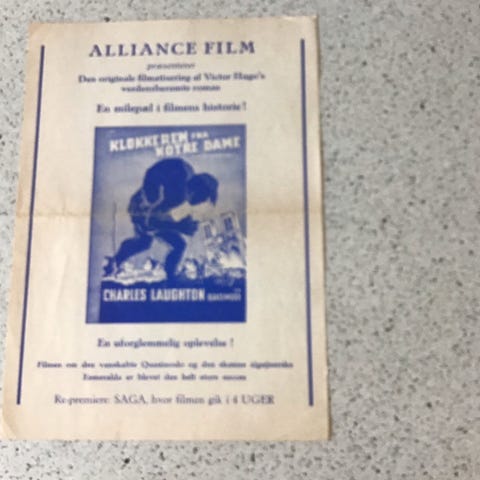 ALLIANCE FILM
præsenterer
Den originale filmatisering af Victor Hugo's
verdensberømte roman
En milepæl i filmens historie!
KLOKKEREN FRA
NOTRE DAME
CHARLES LAUGHTON
QUASIMODO
En uforglemmelig oplevelse !
Filmen om den vanskabte Quasimodo og den skønne zigøjnerske
Esmeralda er blevet den helt store succes
Re-premiere: SAGA, hvor filmen gik i 4 UGER